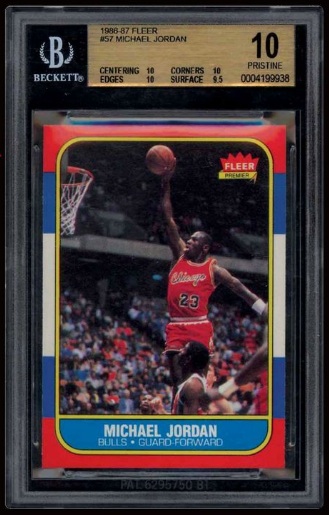 B
BECKETT®
1986-87 FLEER
#57 MICHAEL JORDAN
CENTERING 10 CORNERS 10
EDGES 10 SURFACE 9.5
10
PRISTINE
0004199938
FLEER
PREMIER
Chicago
23
MICHAEL JORDAN
BULLS • GUARD-FORWARD